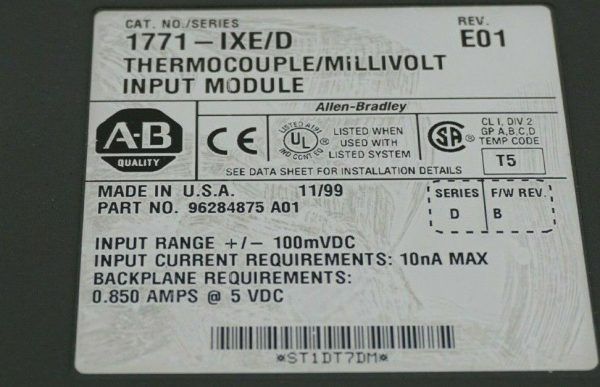 CAT. NO./SERIES
REV.
1771-IXE/D
E01
THERMOCOUPLE/MiLLIVOLT
INPUT MODULE
Allen-Bradley
A-B
QUALITY
CE
UL
LISTED WHEN
USED WITH
LISTED SYSTEM
SA
CL I, DIV 2
GP A,B,C,D
TEMP CODE
T5
SEE DATA SHEET FOR INSTALLATION DETAILS
MADE IN U.S.A. 11/99
PART NO. 96284875 A01
SERIES
D
F/W REV.
B
INPUT RANGE +/- 100mVDC
INPUT CURRENT REQUIREMENTS: 10nA MAX
BACKPLANE REQUIREMENTS:
0.850 AMPS @ 5 VDC
*ST1DT7DM*